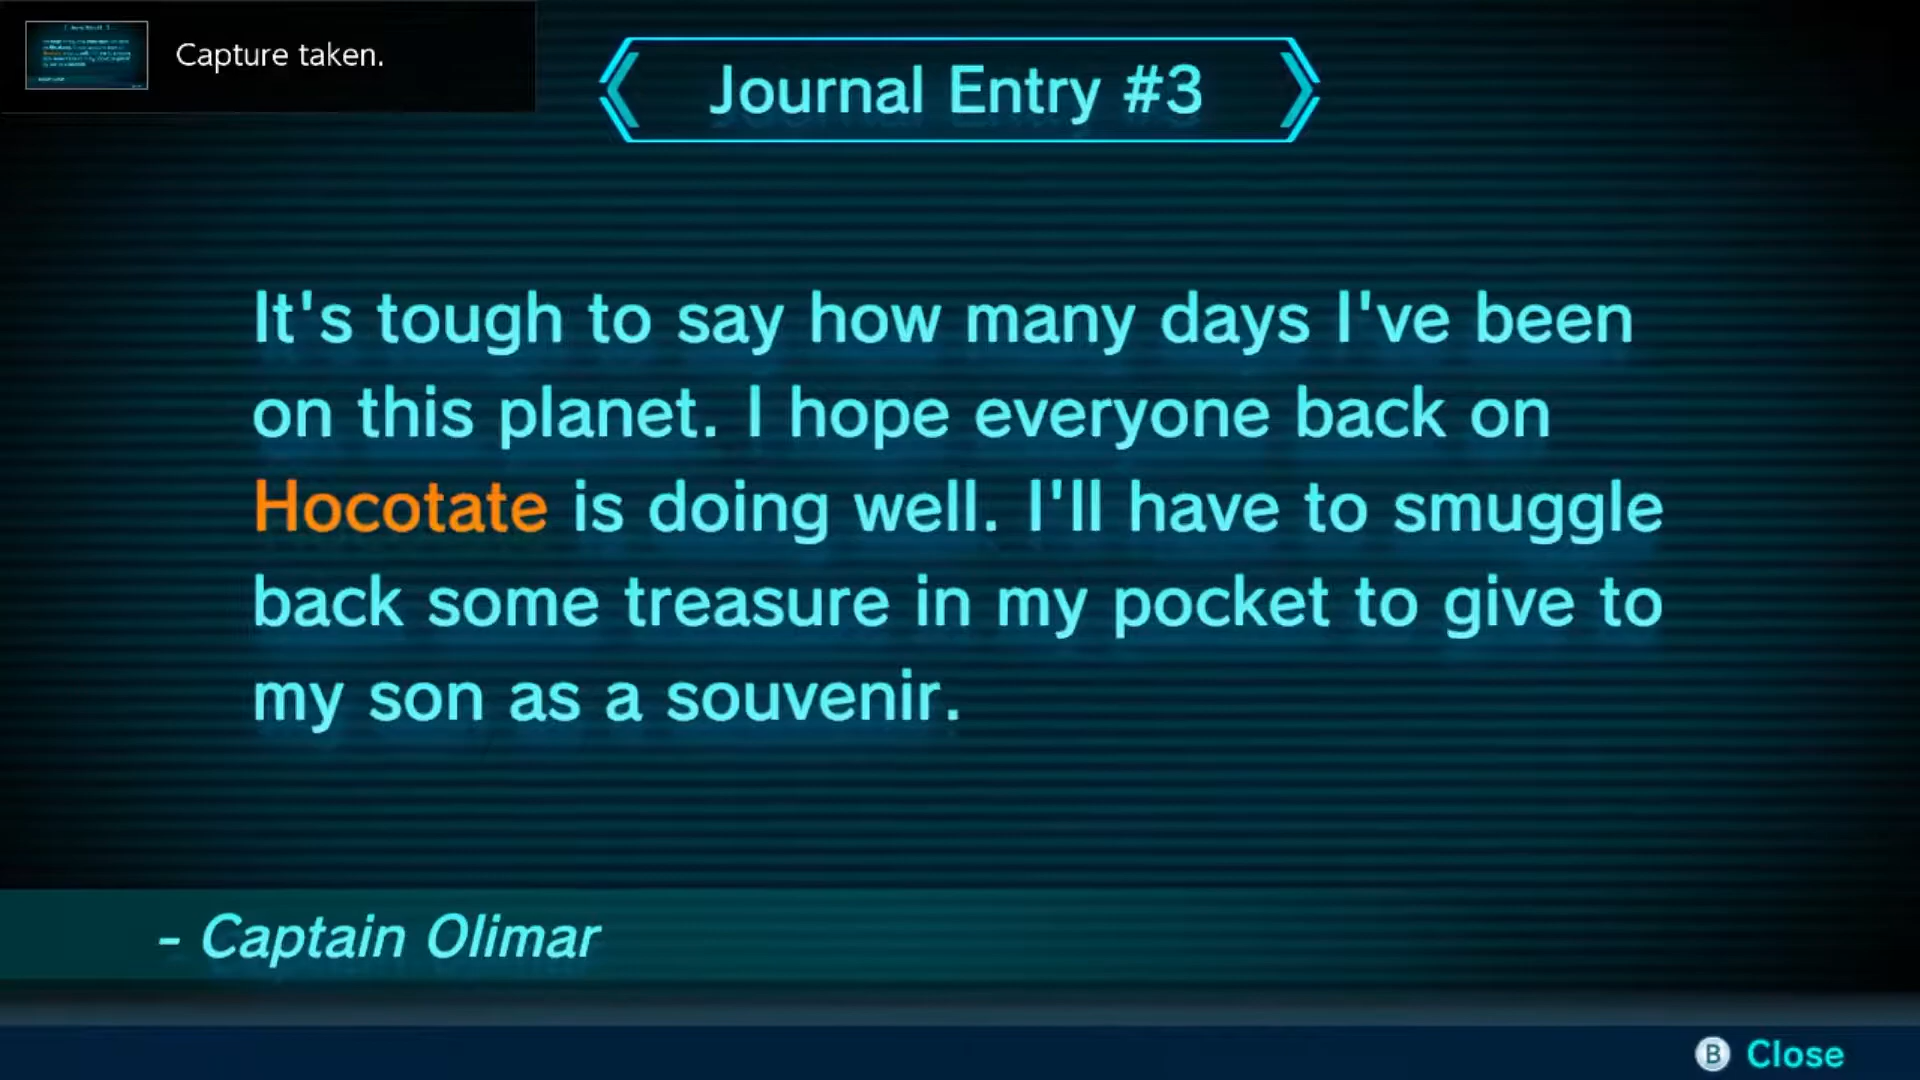 Capture taken.
Journal Entry #3
It's tough to say how many days I've been
on this planet. I hope everyone back on
Hocotate is doing well. I'll have to smuggle
back some treasure in my pocket to give to
my son as a souvenir.
- Captain Olimar
B Close